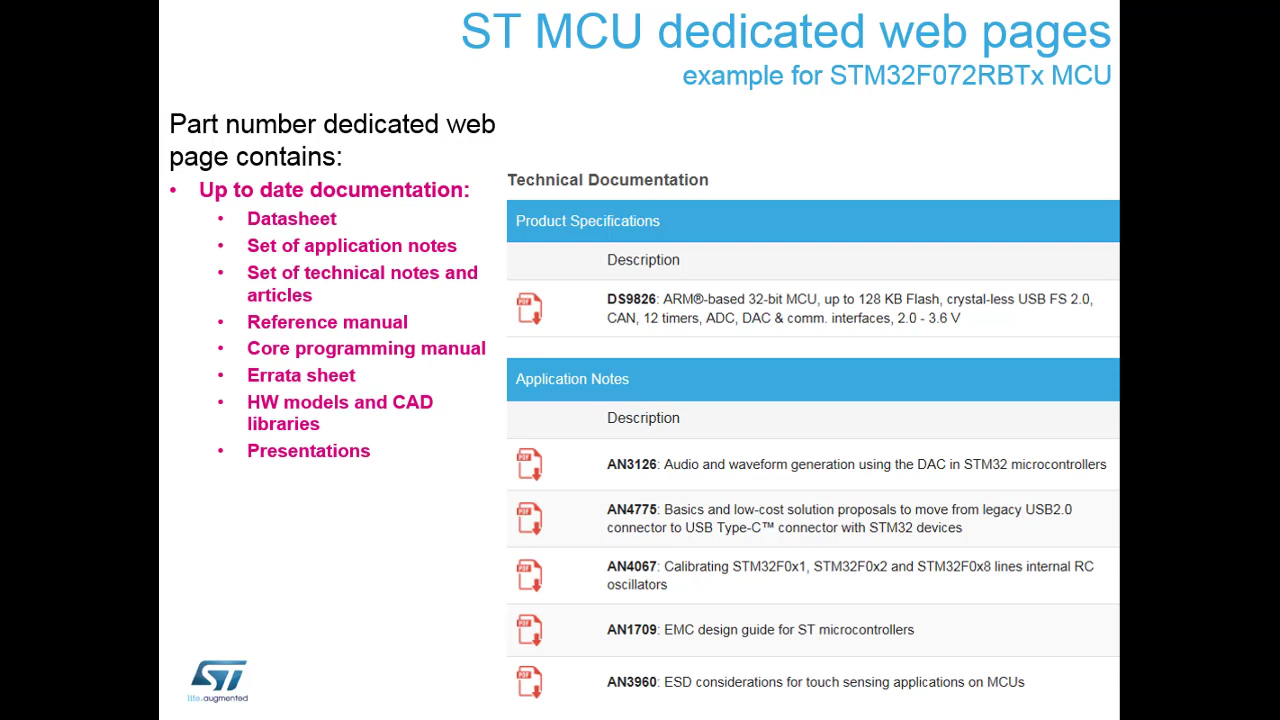 ST MCU dedicated web pages
example for STM32F072RBTx MCU
Part number dedicated web
page contains:
• Up to date documentation:
• Datasheet
• Set of application notes
• Set of technical notes and
articles
• Reference manual
• Core programming manual
• Errata sheet
• HW models and CAD
libraries
• Presentations
Technical Documentation
Product Specifications
Description
PDF
DS9826: ARM®-based 32-bit MCU, up to 128 KB Flash, crystal-less USB FS 2.0,
CAN, 12 timers, ADC, DAC & comm. interfaces, 2.0 - 3.6 V
Application Notes
Description
PDF
AN3126: Audio and waveform generation using the DAC in STM32 microcontrollers
PDF
AN4775: Basics and low-cost solution proposals to move from legacy USB2.0
connector to USB Type-C™ connector with STM32 devices
PDF
AN4067: Calibrating STM32F0x1, STM32F0x2 and STM32F0x8 lines internal RC
oscillators
PDF
AN1709: EMC design guide for ST microcontrollers
PDF
AN3960: ESD considerations for touch sensing applications on MCUs
ST
life.augmented